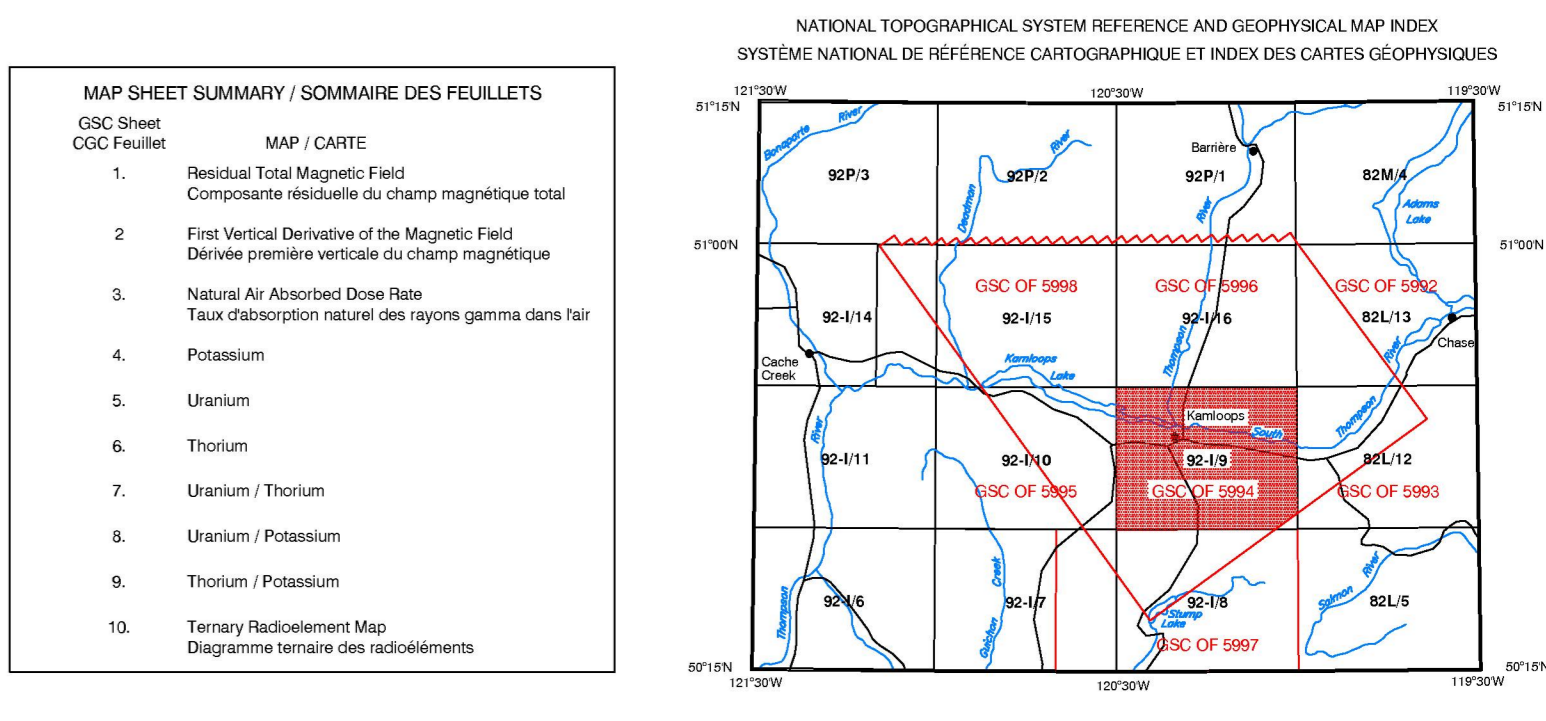 MAP SHEET SUMMARY / SOMMAIRE DES FEUILLETS
GSC Sheet
CGC Feuillet
MAP / CARTE
1.
Residual Total Magnetic Field
Composante résiduelle du champ magnétique total
2
First Vertical Derivative of the Magnetic Field
Dérivée première verticale du champ magnétique
3.
Natural Air Absorbed Dose Rate
Taux d'absorption naturel des rayons gamma dans l'air
4.
Potassium
5.
Uranium
6.
Thorium
7.
Uranium / Thorium
8.
Uranium / Potassium
9.
Thorium / Potassium
10.
Ternary Radioelement Map
Diagramme ternaire des radioéléments
NATIONAL TOPOGRAPHICAL SYSTEM REFERENCE AND GEOPHYSICAL MAP INDEX
SYSTÈME NATIONAL DE RÉFÉRENCE CARTOGRAPHIQUE ET INDEX DES CARTES GÉOPHYSIQUES
121°30'W
120°30'W
119°30'W
51°15'N
51°15'N
Bonaparte River
Deadman River
Barrière
River
92P/3
92P/2
92P/1
82M/4
Adams
Lake
51°00'N
51°00'N
GSC OF 5998
GSC OF 5996
GSC OF 5992
92-I/14
92-I/15
92-I/16
82L/13
Thompson
River
Chase
Cache
Creek
Kamloops
Lake
Kamloops
South
Thompson
River
92-I/11
92-I/10
92-I/9
82L/12
GSC OF 5995
GSC OF 5994
GSC OF 5993
Thompson
Guichon Creek
Salmon River
92-I/6
92-I/7
92-I/8
82L/5
Stump
Lake
GSC OF 5997
50°15'N
50°15'N
121°30'W
120°30'W
119°30'W